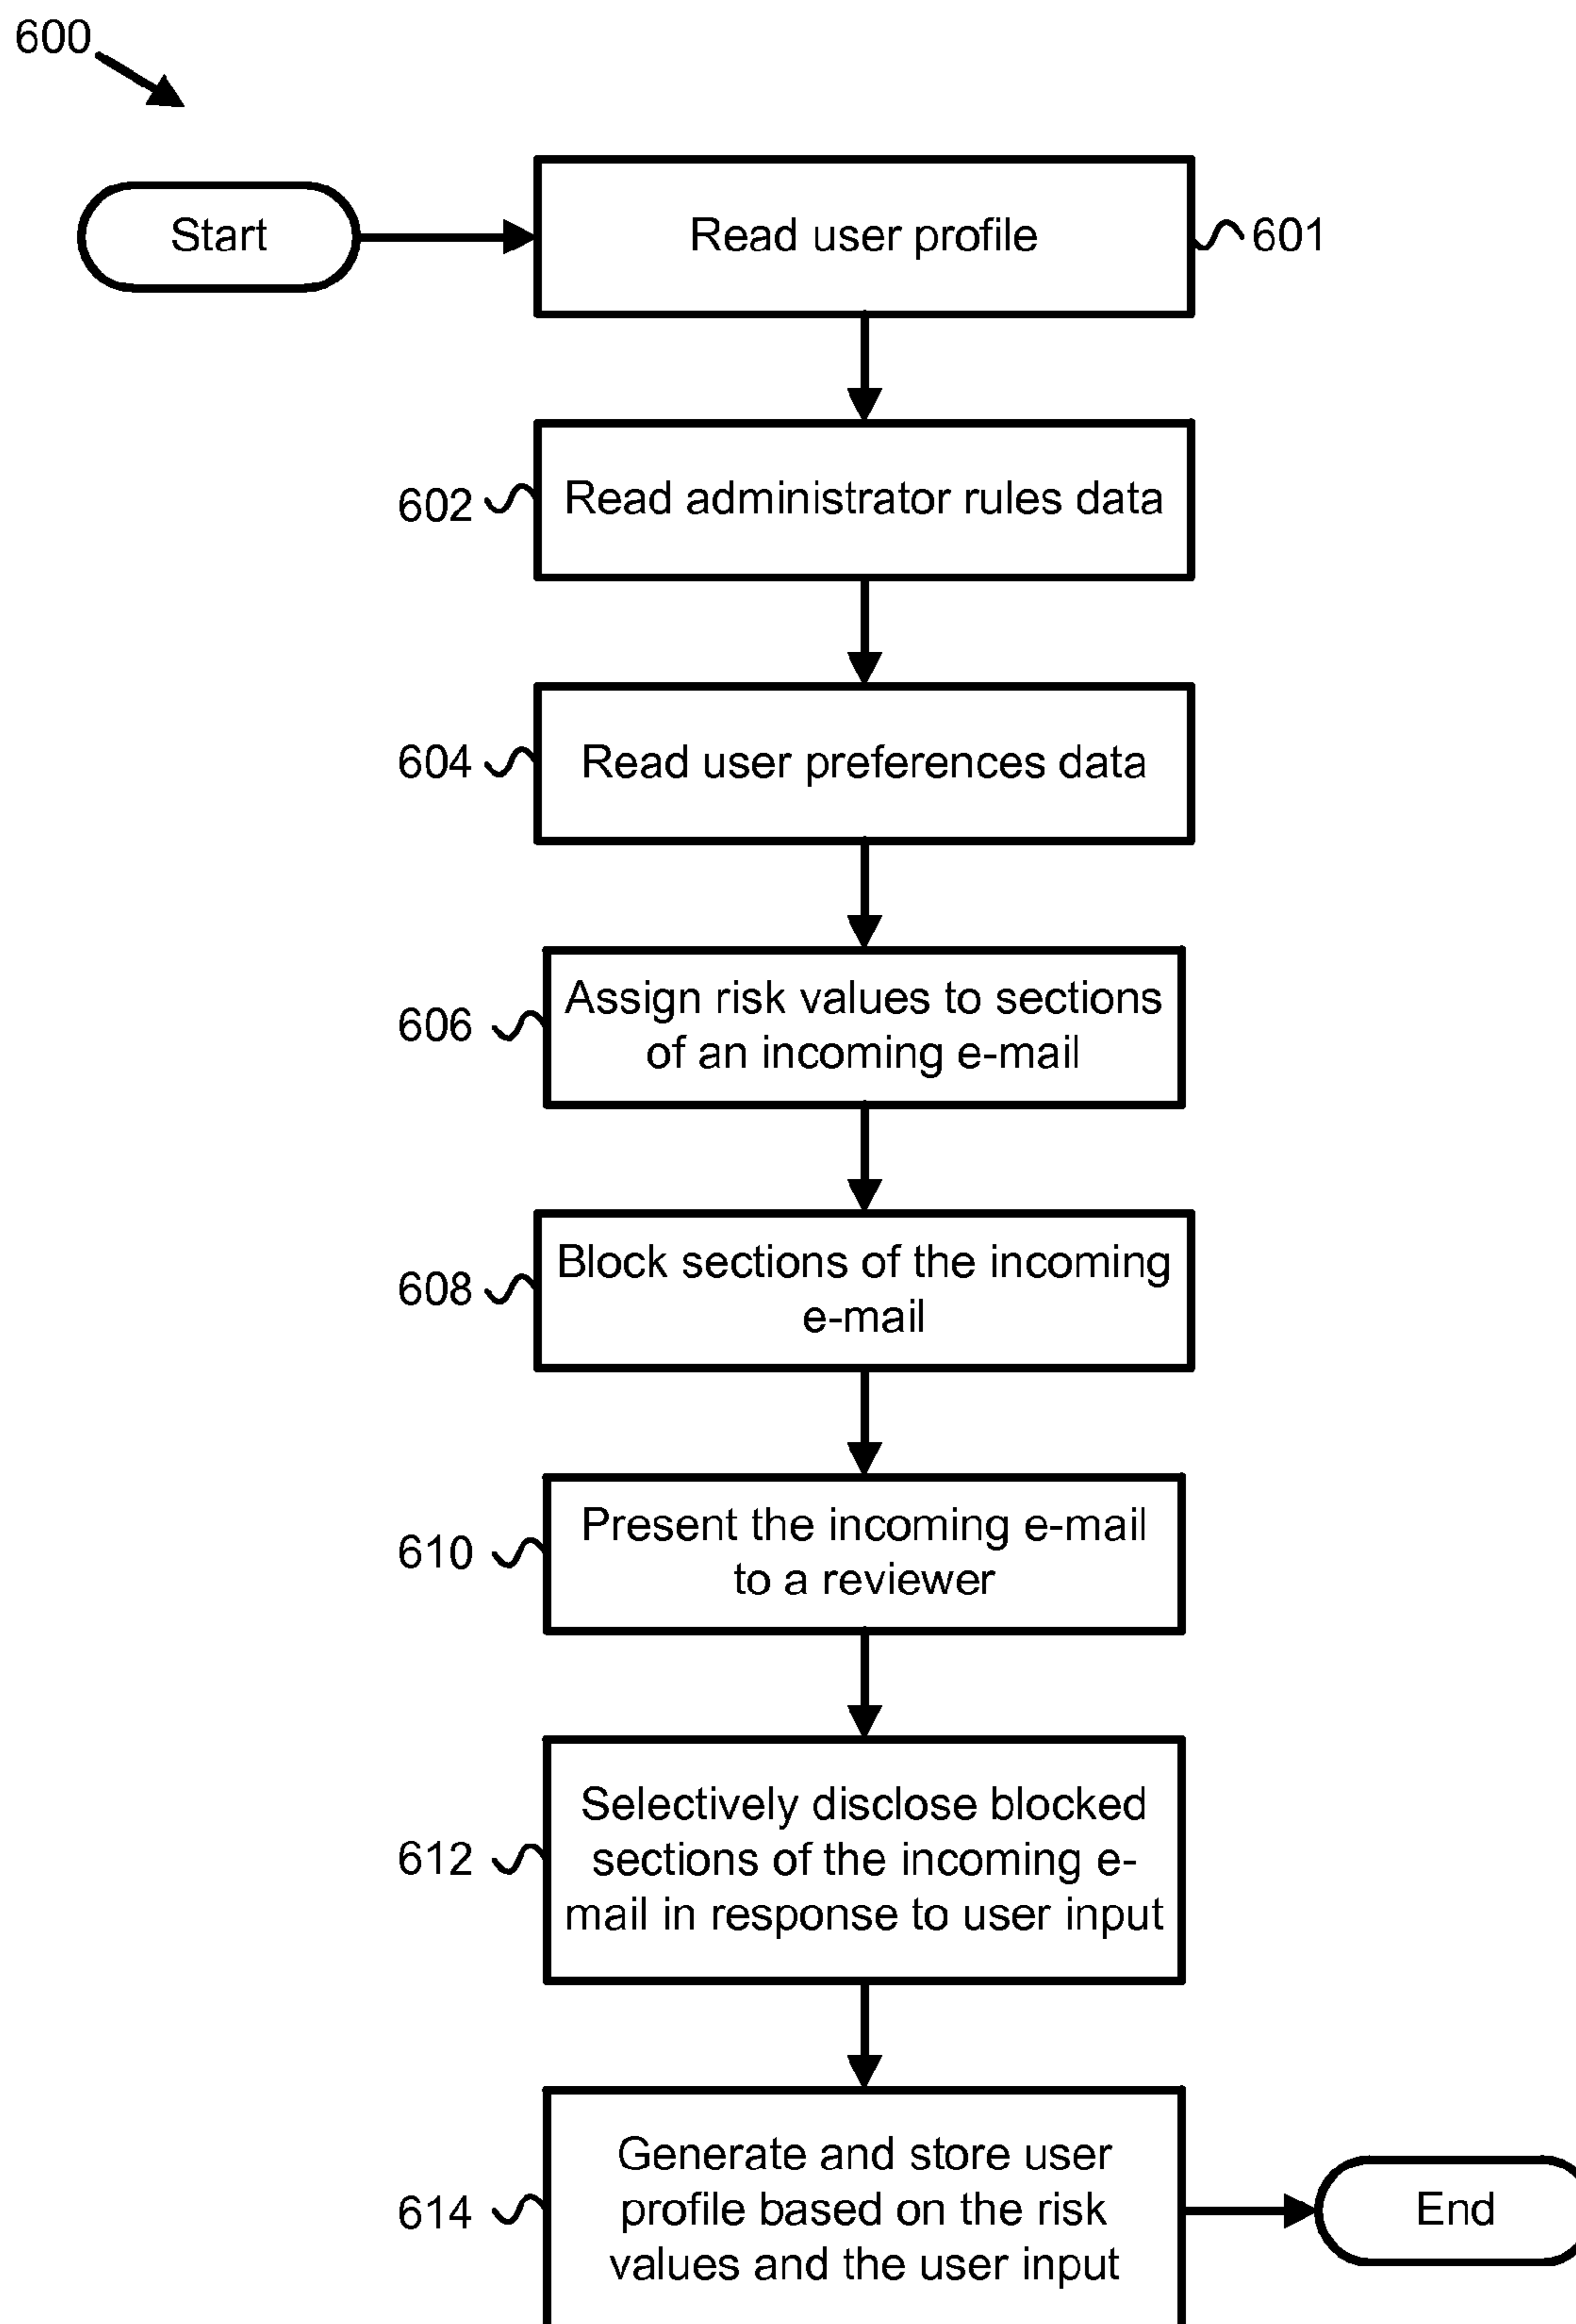 600
Start
Read user profile
601
602
Read administrator rules data
604
Read user preferences data
606
Assign risk values to sections
of an incoming e-mail
608
Block sections of the incoming
e-mail
610
Present the incoming e-mail
to a reviewer
612
Selectively disclose blocked
sections of the incoming e-
mail in response to user input
614
Generate and store user
profile based on the risk
values and the user input
End